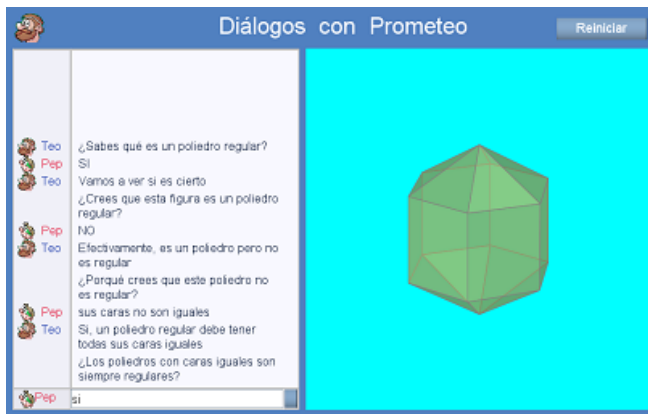 Diálogos con Prometeo
Reiniciar
Teo ¿Sabes qué es un poliedro regular?
Pep SI
Teo Vamos a ver si es cierto
¿Crees que esta figura es un poliedro
regular?
Pep NO
Teo Efectivamente, es un poliedro pero no
es regular
¿Porqué crees que este poliedro no
es regular?
Pep sus caras no son iguales
Teo Si, un poliedro regular debe tener
todas sus caras iguales
¿Los poliedros con caras iguales son
siempre regulares?
Pep si